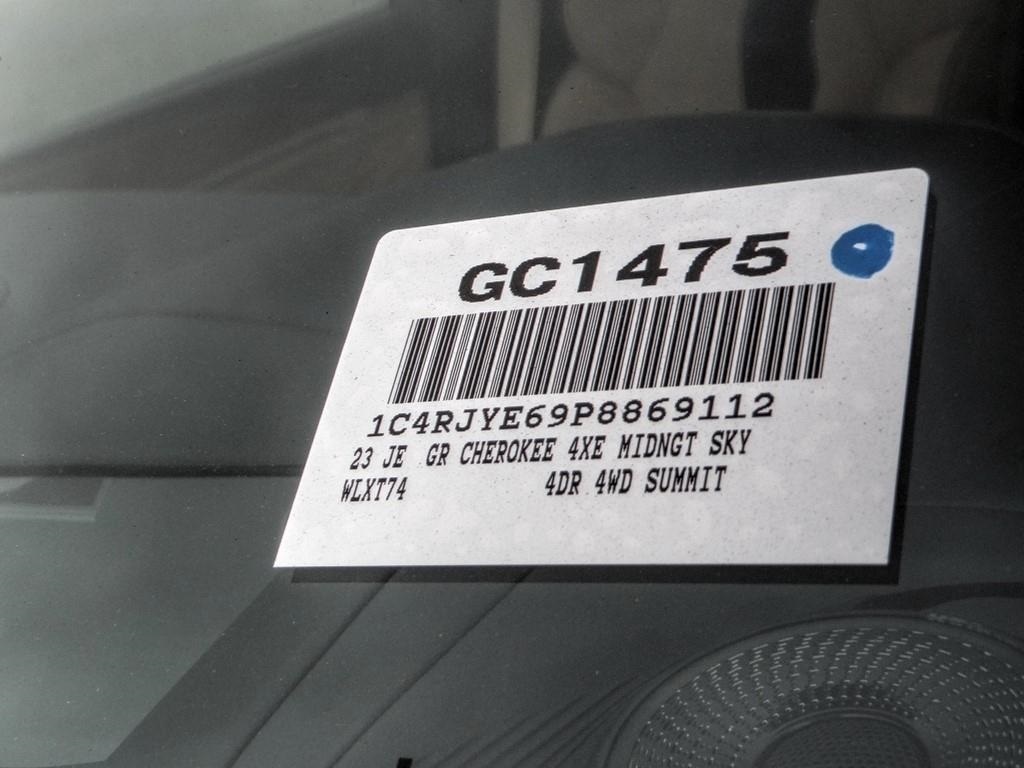 GC1475
1C4RJYE69P8869112
23 JE GR CHEROKEE 4XE MIDNGT SKY
WLXT74 4DR 4WD SUMMIT